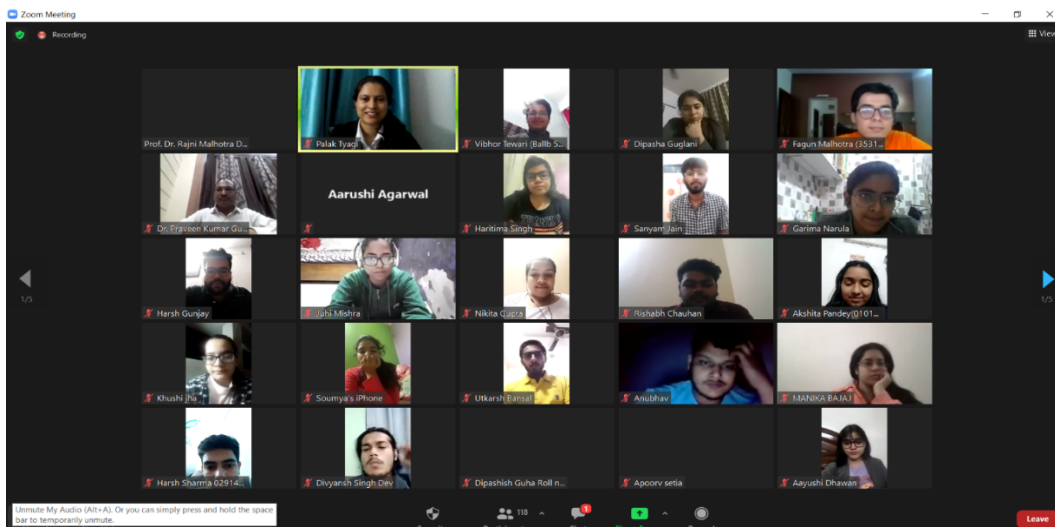 Zoom Meeting
Recording
View
Prof. Dr. Rajni Malhotra D...
Palak Tyagi
Vibhor Tewari (Ballb 5...
Dipasha Guglani
Fagun Malhotra (3531...
Dr. Praveen Kumar Gu...
Aarushi Agarwal
Haritima Singh
Sanyam Jain
Garima Narula
1/5
Harsh Gunjay
Juhi Mishra
Nikita Gupta
Rishabh Chauhan
Akshita Pandey(0101...
1/5
Khushi jha
Soumya's iPhone
Utkarsh Bansal
Anubhav
MANIKA BAJAJ
Harsh Sharma 02914...
Divyansh Singh Dev
Dipashish Guha Roll n...
Apoorv setia
Aayushi Dhawan
Unmute My Audio (Alt+A). Or you can simply press and hold the space
bar to temporarily unmute.
118
1
Leave